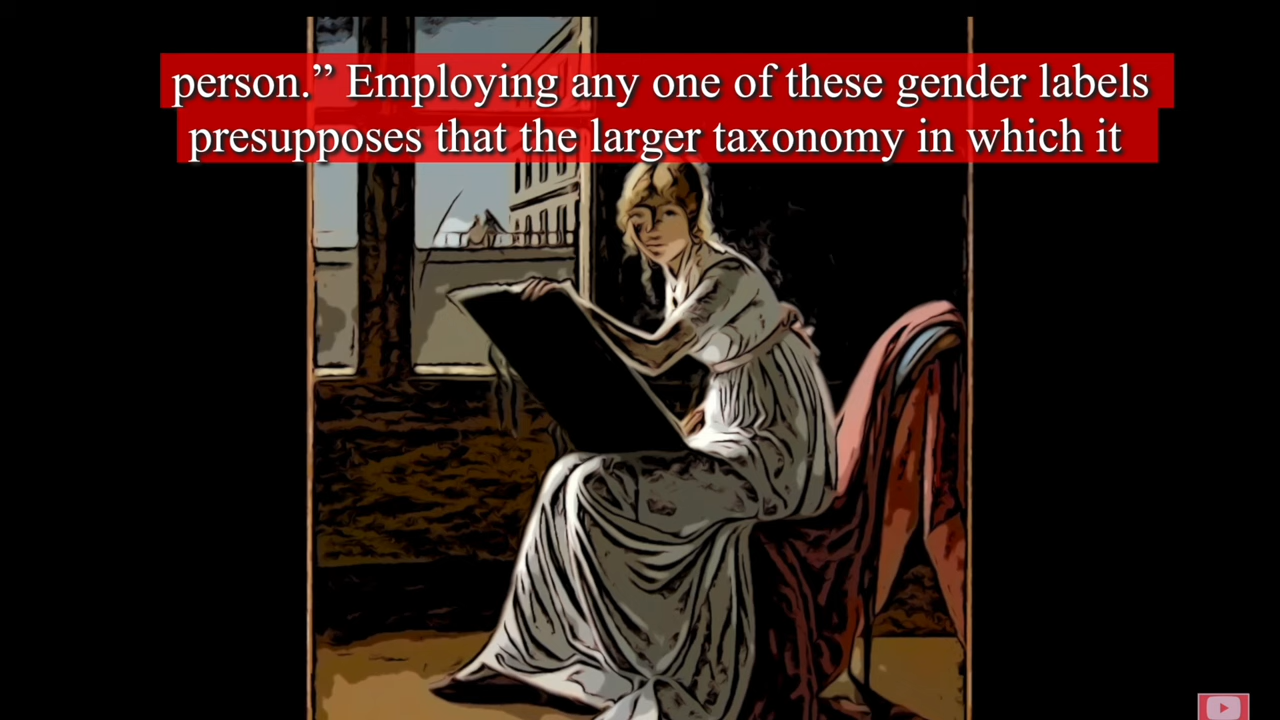 person.” Employing any one of these gender labels
presupposes that the larger taxonomy in which it